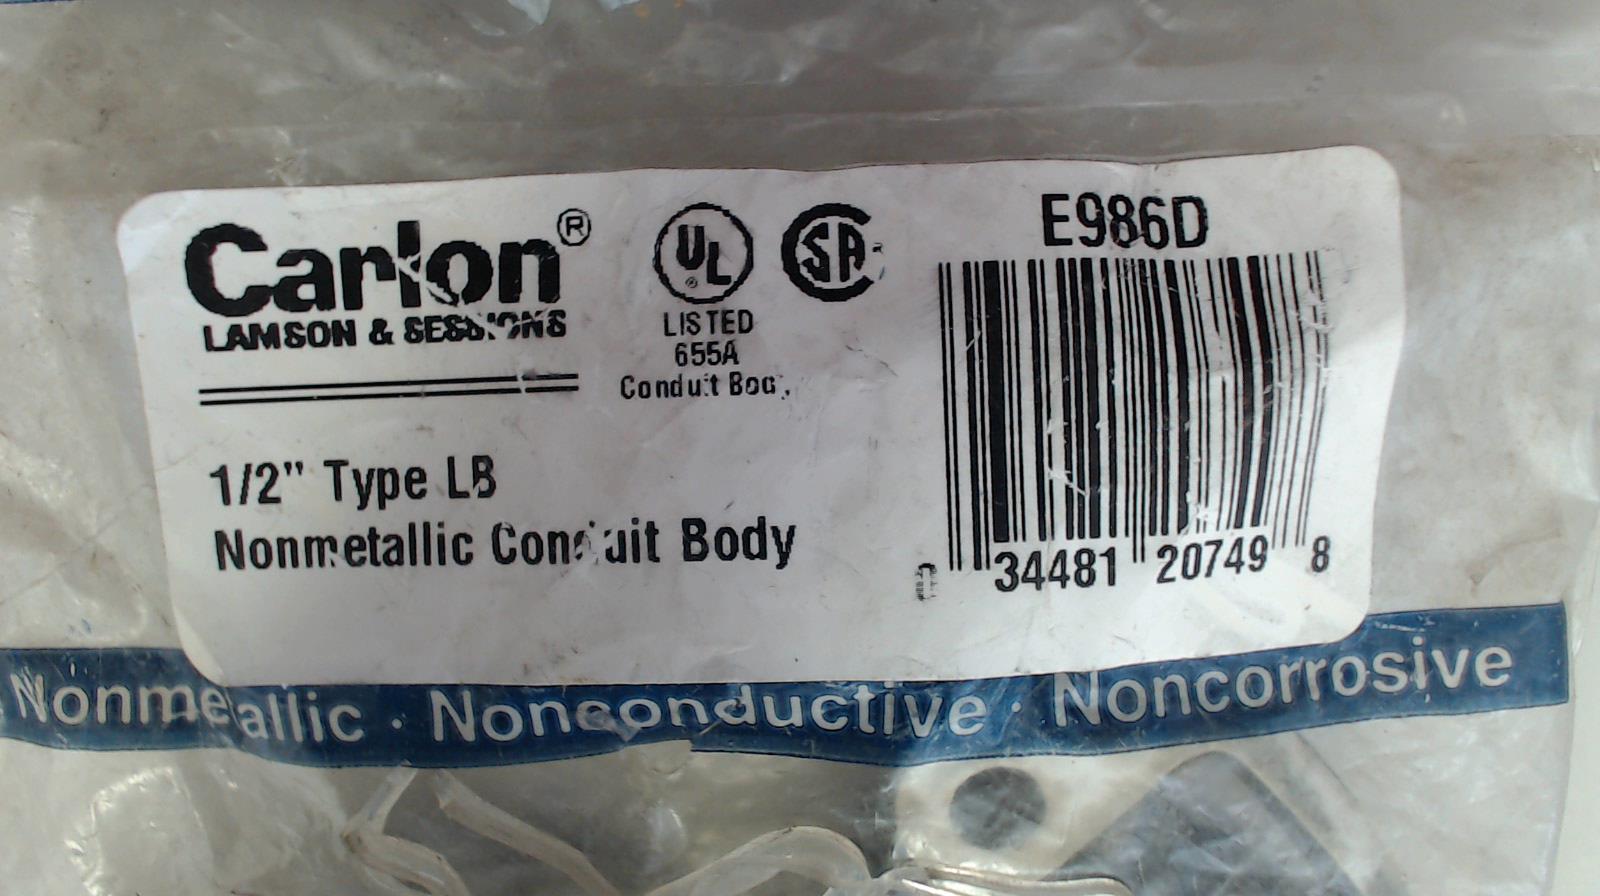 Carlon®
LAMSON & SESSIONS
UL®
LISTED
655A
Conduit Body
SA
E986D
1/2" Type LB
Nonmetallic Conduit Body
0 34481 20749 8
Nonmetallic · Nonconductive · Noncorrosive